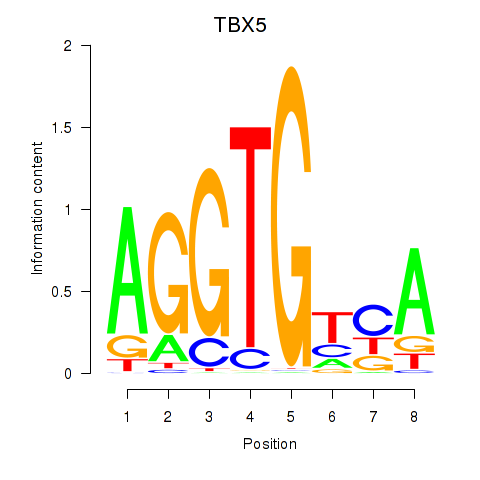 TBX5
Information content
2
1.5
1
0.5
0
A G T
G A T C
G C T
T C
G
T C A G
C T G
A G T C
1 2 3 4 5 6 7 8
Position